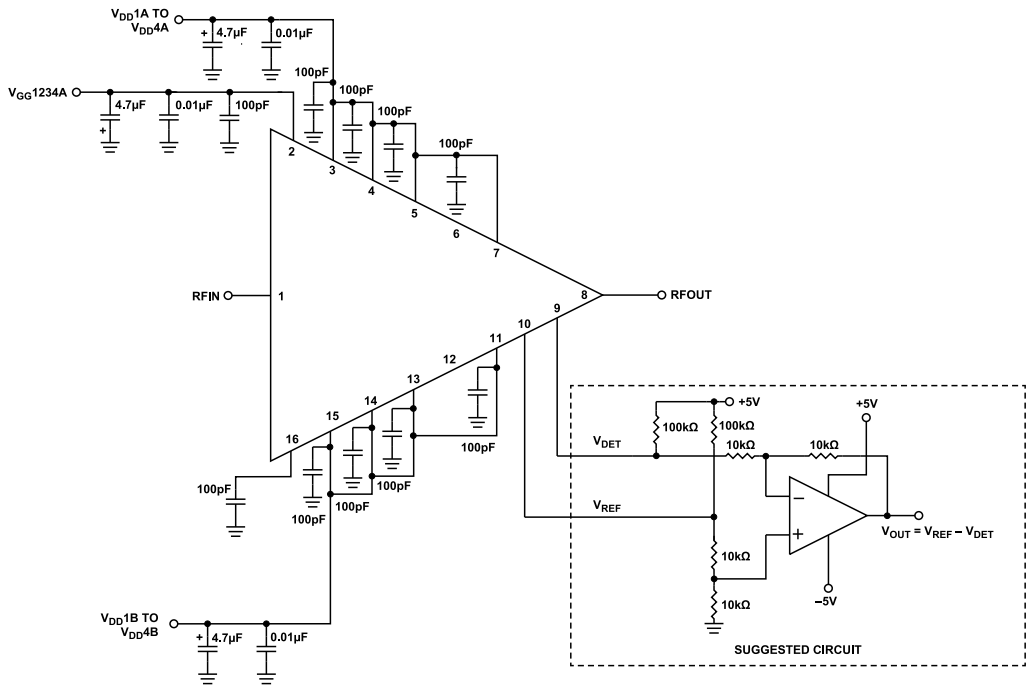 VDD1A TO
VDD4A
+ 4.7µF
0.01µF
VGG1234A
4.7µF
+
0.01µF
100pF
100pF
100pF
100pF
100pF
2
3
4
5
6
7
RFIN
1
8
RFOUT
9
10
11
12
13
14
15
16
100pF
100pF
100pF
100pF
100pF
VDD1B TO
VDD4B
+ 4.7µF
0.01µF
+5V
100kΩ
100kΩ
+5V
VDET
10kΩ
10kΩ
−
+
VREF
VOUT = VREF – VDET
10kΩ
10kΩ
–5V
SUGGESTED CIRCUIT